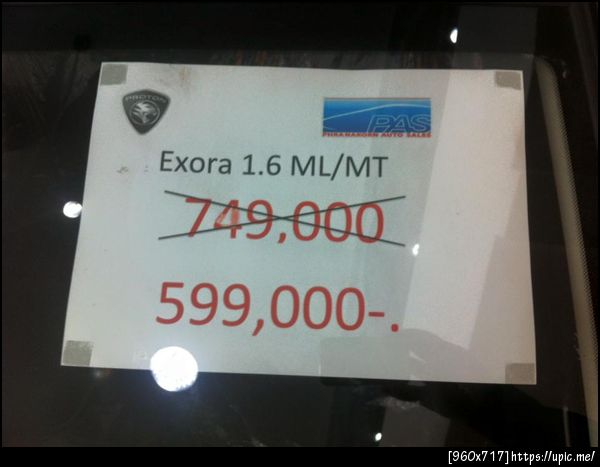 PROTON
PAS
PHRANAKORN AUTO SALES
Exora 1.6 ML/MT
749,000
599,000-.
[960x717]https://upic.me/